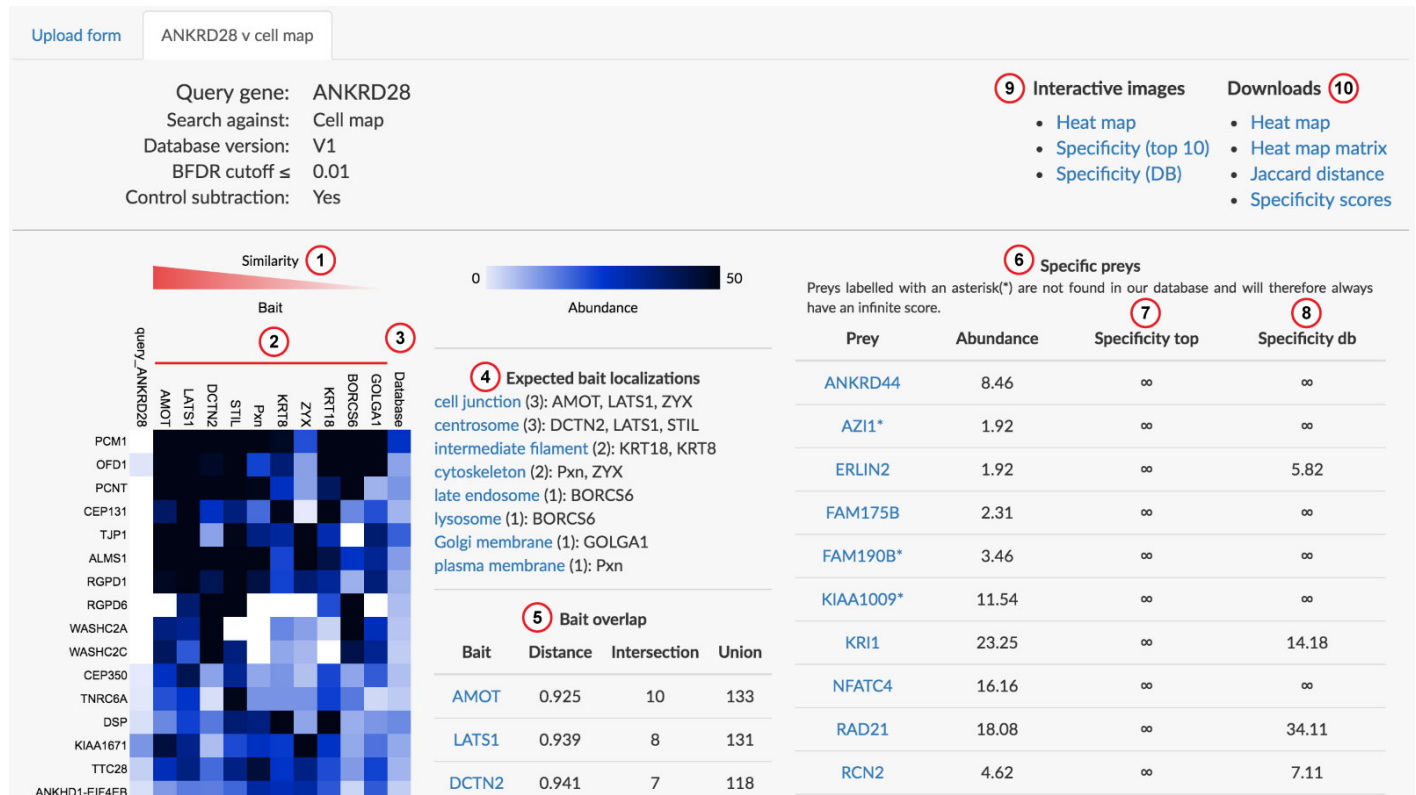 Upload form
ANKRD28 v cell map
Query gene: ANKRD28
Search against: Cell map
Database version: V1
BFDR cutoff ≤ 0.01
Control subtraction: Yes
9 Interactive images
• Heat map
• Specificity (top 10)
• Specificity (DB)
Downloads 10
• Heat map
• Heat map matrix
• Jaccard distance
• Specificity scores
Similarity 1
Bait
2
3
query_ANKRD28
AMOT
LATS1
DCTN2
STIL
Pxn
KRT8
ZYX
KRT18
BORCS6
GOLGA1
Database
PCM1
OFD1
PCNT
CEP131
TJP1
ALMS1
RGPD1
RGPD6
WASHC2A
WASHC2C
CEP350
TNRC6A
DSP
KIAA1671
TTC28
ANKHD1-EIF4EB
0 50
Abundance
4 Expected bait localizations
cell junction (3): AMOT, LATS1, ZYX
centrosome (3): DCTN2, LATS1, STIL
intermediate filament (2): KRT18, KRT8
cytoskeleton (2): Pxn, ZYX
late endosome (1): BORCS6
lysosome (1): BORCS6
Golgi membrane (1): GOLGA1
plasma membrane (1): Pxn
5 Bait overlap
Bait Distance Intersection Union
AMOT 0.925 10 133
LATS1 0.939 8 131
DCTN2 0.941 7 118
6 Specific preys
Preys labelled with an asterisk(*) are not found in our database and will therefore always
have an infinite score.
7 8
Prey Abundance Specificity top Specificity db
ANKRD44 8.46 ∞ ∞
AZI1* 1.92 ∞ ∞
ERLIN2 1.92 ∞ 5.82
FAM175B 2.31 ∞ ∞
FAM190B* 3.46 ∞ ∞
KIAA1009* 11.54 ∞ ∞
KRI1 23.25 ∞ 14.18
NFATC4 16.16 ∞ ∞
RAD21 18.08 ∞ 34.11
RCN2 4.62 ∞ 7.11